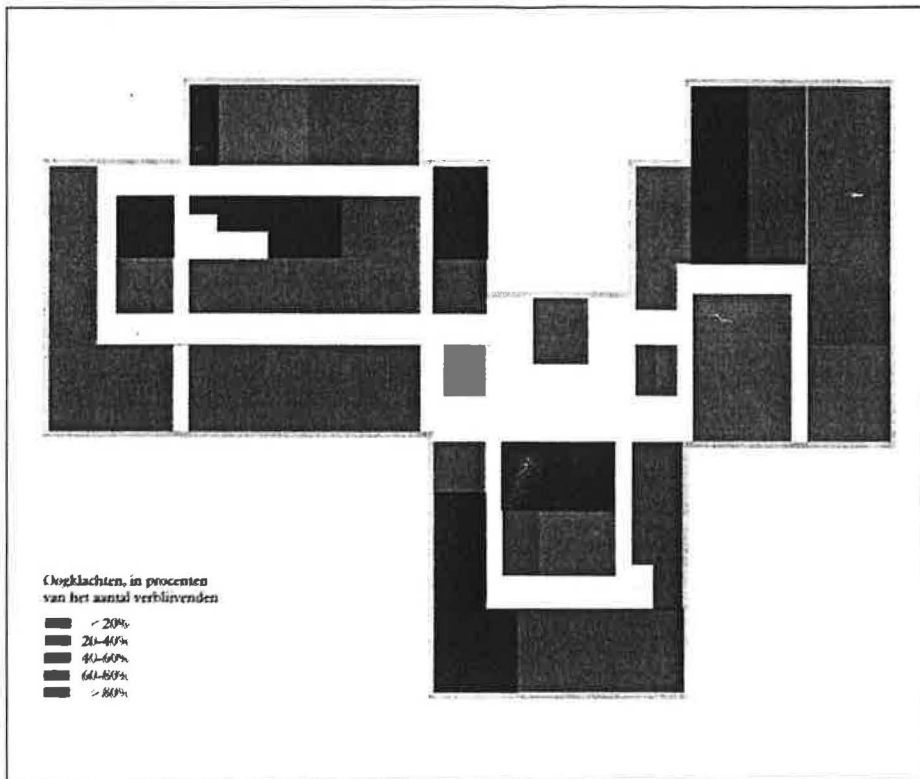 Oogklachten, in procenten
van het aantal verblijvenden
< 20%
20-40%
40-60%
60-80%
> 80%